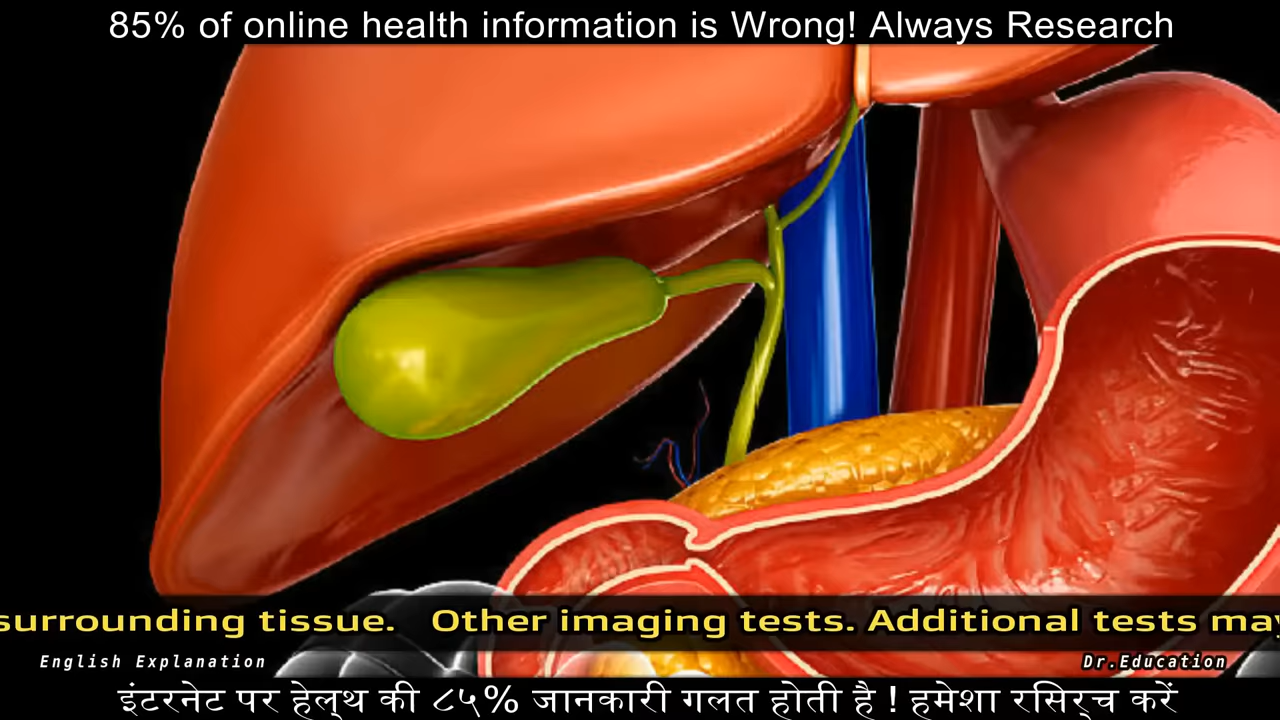 85% of online health information is Wrong! Always Research
surrounding tissue. Other imaging tests. Additional tests may
English Explanation
Dr.Education
इंटरनेट पर हेल्थ की ८५% जानकारी गलत होती है ! हमेशा रिसर्च करें